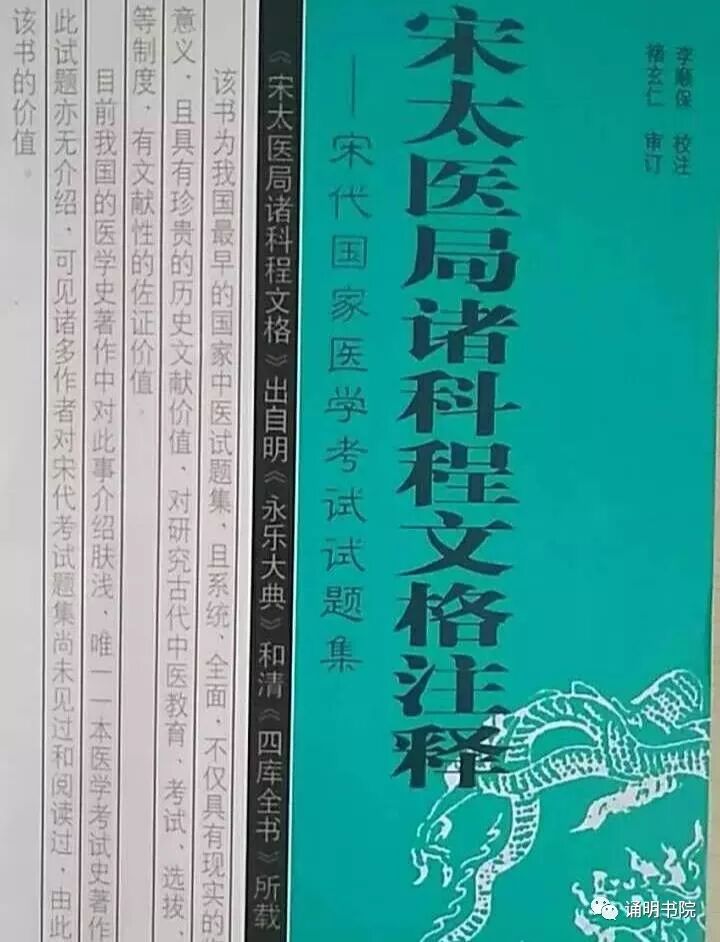 李顺保 校注
褚玄仁 审订
宋太医局诸科程文格注释
——宋代国家医学考试试题集
《宋太医局诸科程文格》出自明《永乐大典》和清《四库全书》所载
该书为我国最早的国家中医试题集、且系统、全面、不仅具有现实的
意义、且具有珍贵的历史文献价值、对研究古代中医教育、考试、选拔、
等制度、有文献性的佐证价值。
目前我国的医学史著作中对此事介绍肤浅、唯一一本医学考试史著作
此试题亦无介绍、可见诸多作者对宋代考试题集尚未见过和阅读过、由此
该书的价值。
诵明书院